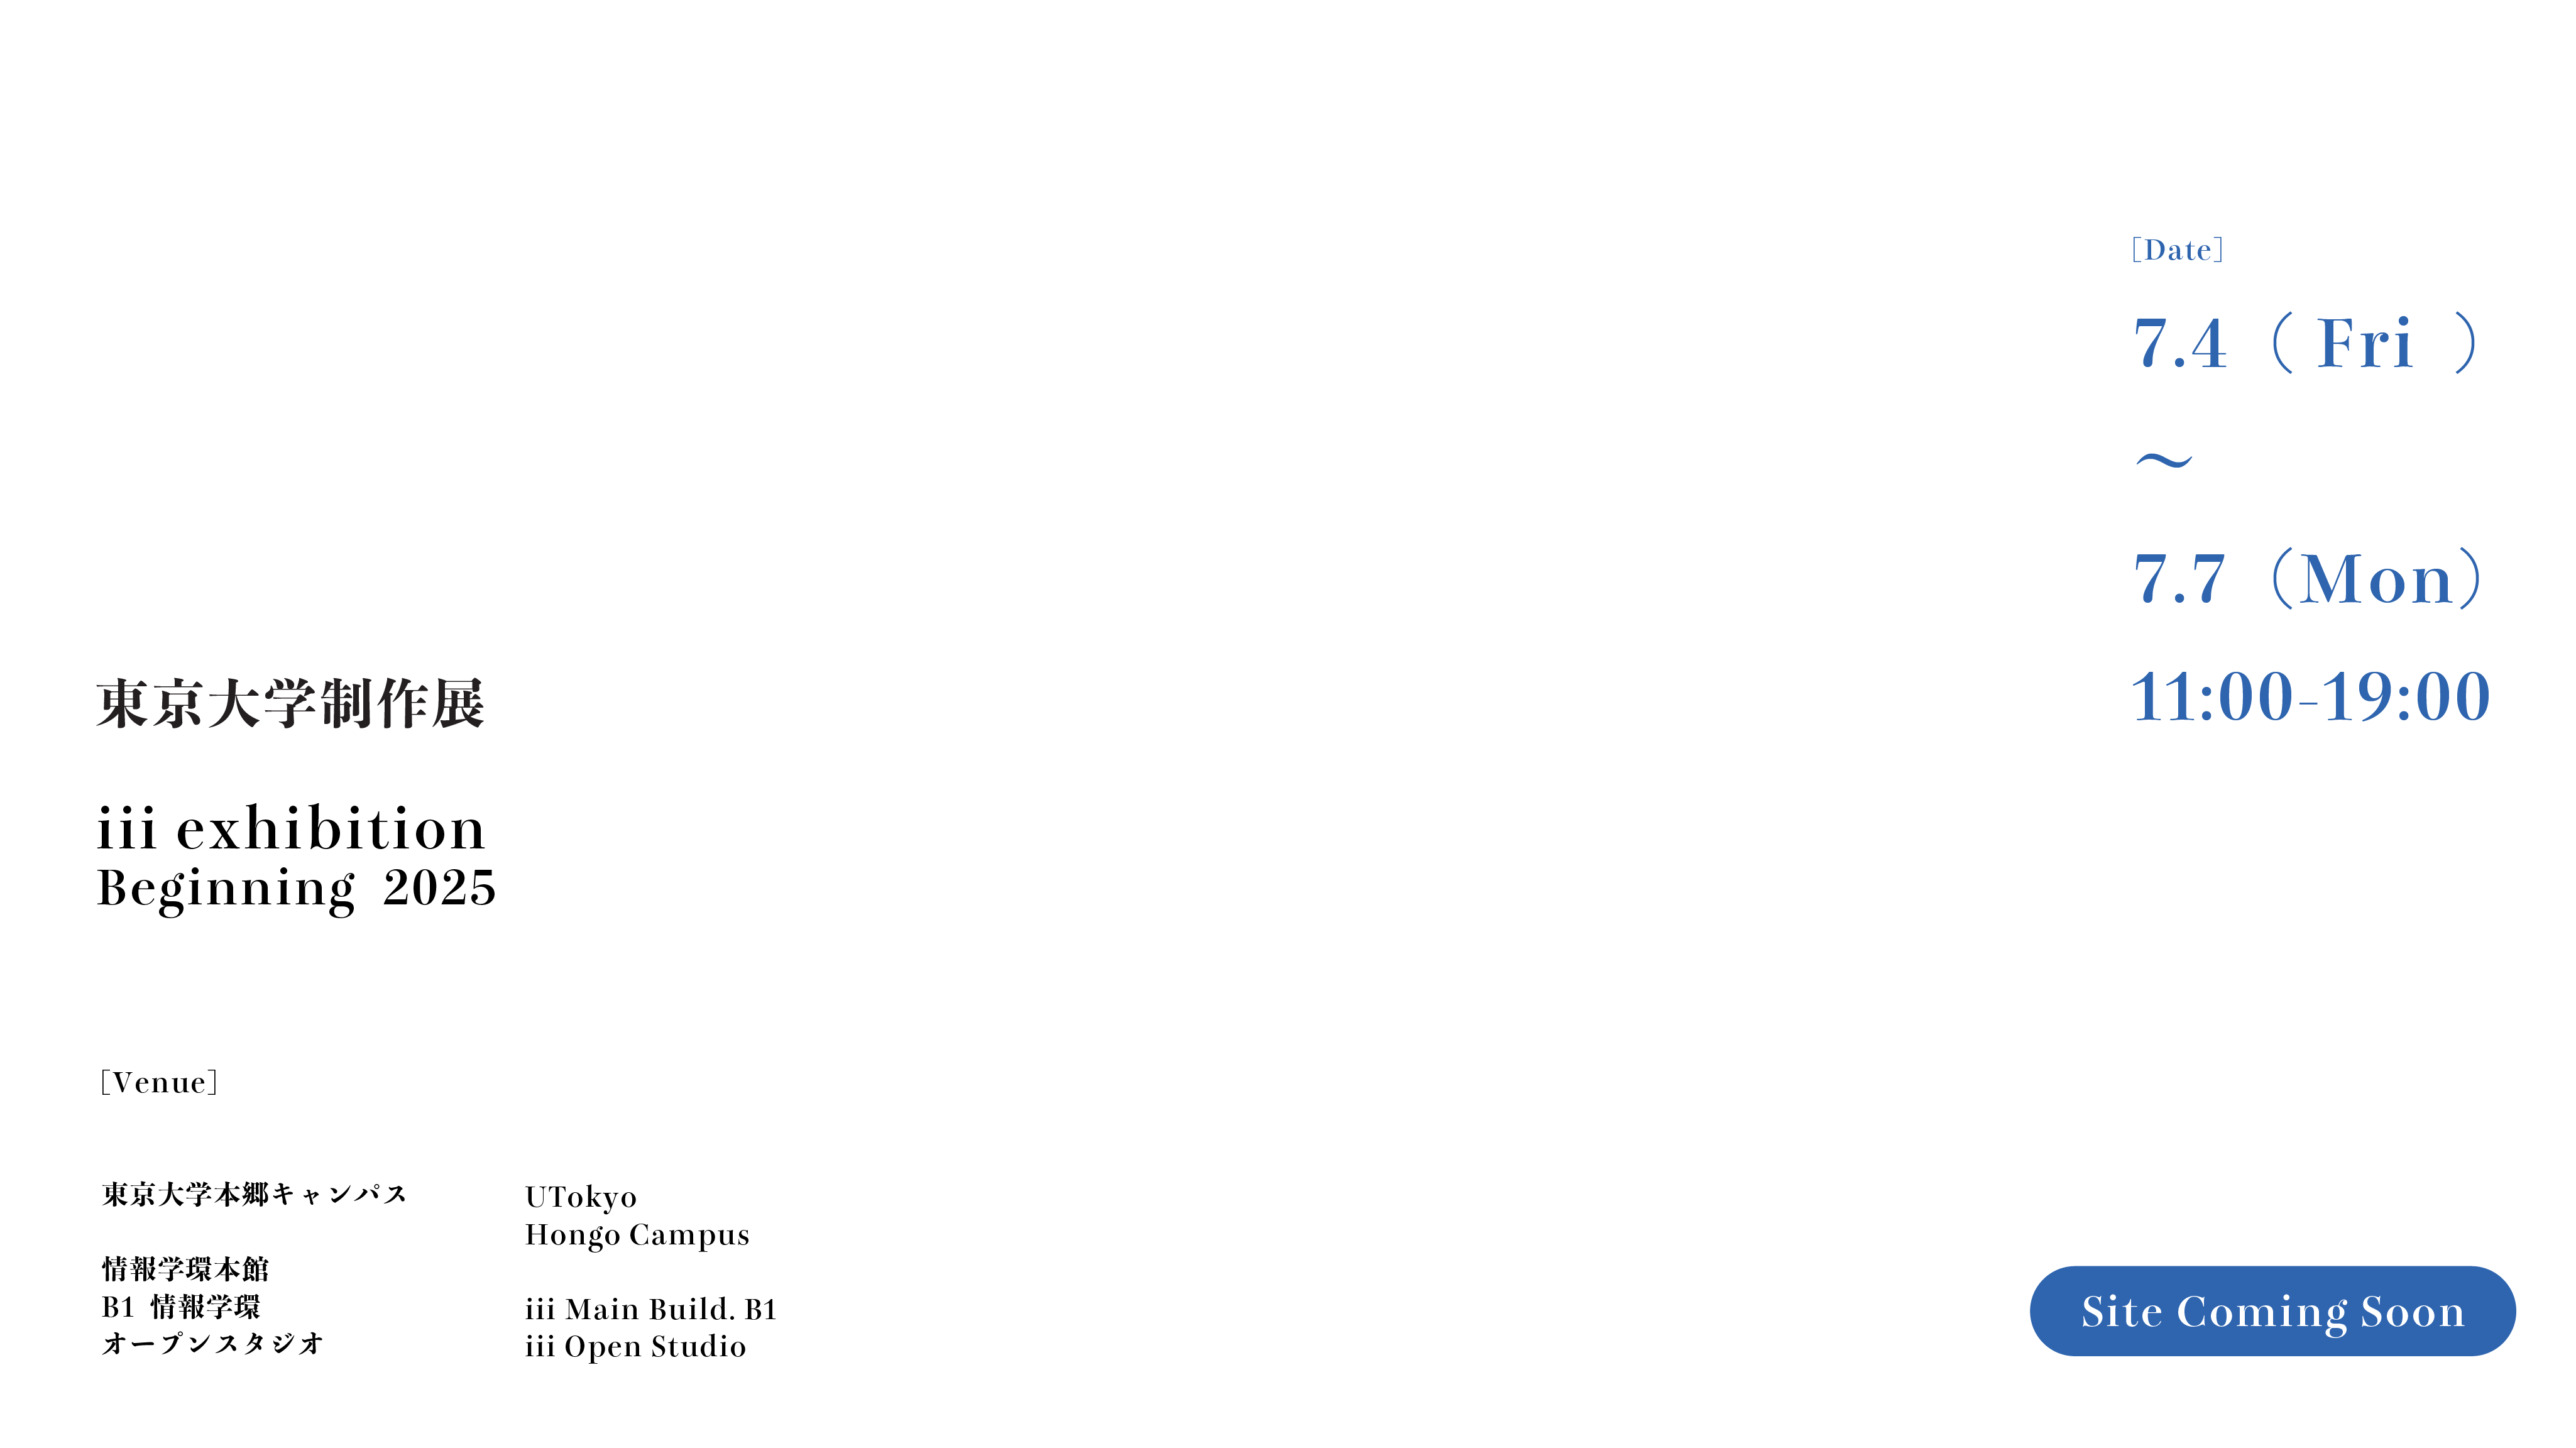 [Date]
7.4（ Fri ）
～
7.7（Mon）
11:00-19:00
東京大学制作展
iii exhibition
Beginning 2025
[Venue]
東京大学本郷キャンパス
情報学環本館
B1 情報学環
オープンスタジオ
UTokyo
Hongo Campus
iii Main Build. B1
iii Open Studio
Site Coming Soon